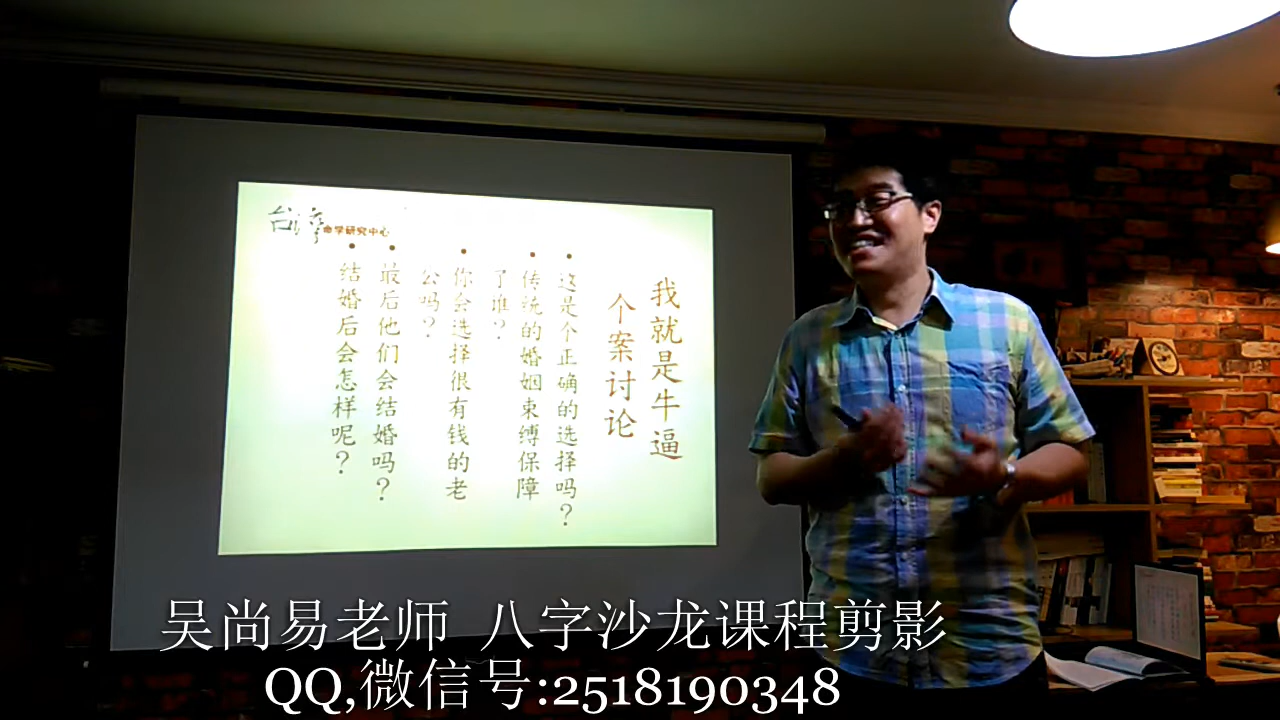 台湾命学研究中心
我就是牛逼
个案讨论
•这是个正确的选择吗？
•传统的婚姻束缚保障
了谁？
•你会选择很有钱的老
公吗？
•最后他们会结婚吗？
•结婚后会怎样呢？
吴尚易老师 八字沙龙课程剪影
QQ,微信号:2518190348